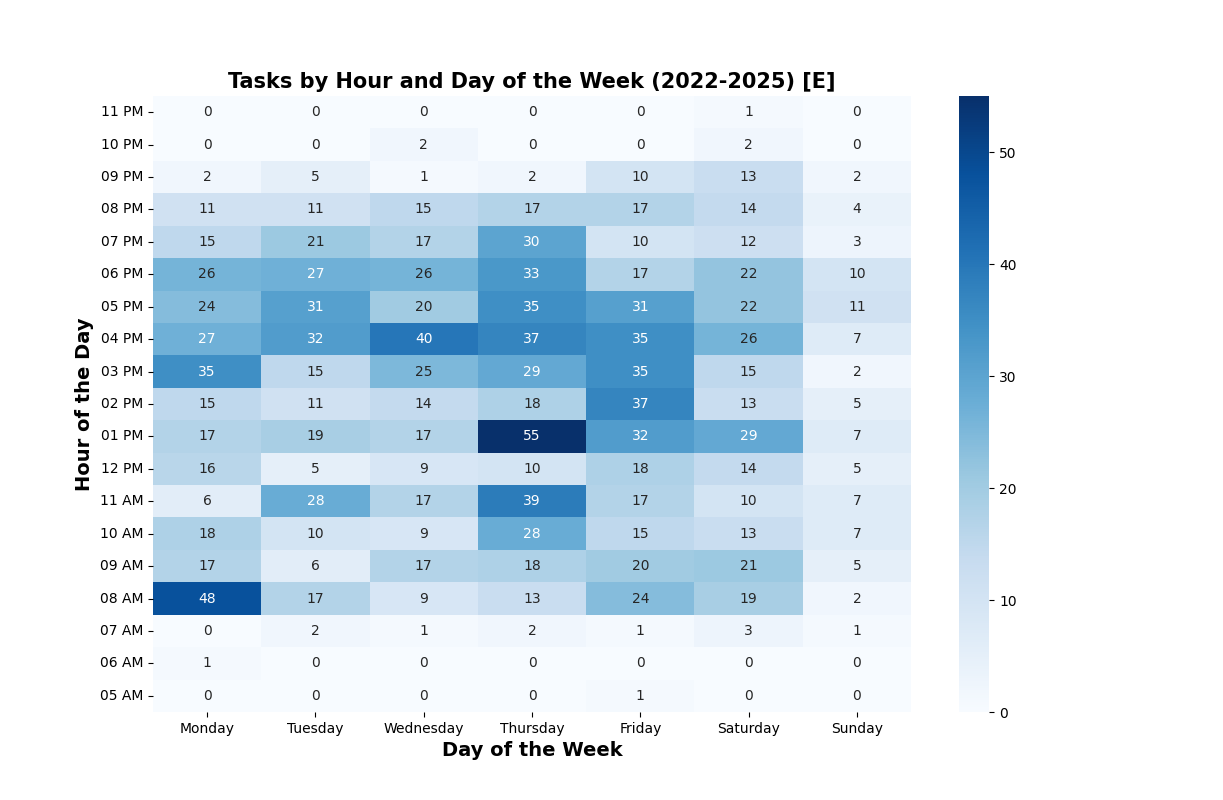 Tasks by Hour and Day of the Week (2022-2025) [E]
Hour of the Day
11 PM 0 0 0 0 0 1 0
10 PM 0 0 2 0 0 2 0
09 PM 2 5 1 2 10 13 2
08 PM 11 11 15 17 17 14 4
07 PM 15 21 17 30 10 12 3
06 PM 26 27 26 33 17 22 10
05 PM 24 31 20 35 31 22 11
04 PM 27 32 40 37 35 26 7
03 PM 35 15 25 29 35 15 2
02 PM 15 11 14 18 37 13 5
01 PM 17 19 17 55 32 29 7
12 PM 16 5 9 10 18 14 5
11 AM 6 28 17 39 17 10 7
10 AM 18 10 9 28 15 13 7
09 AM 17 6 17 18 20 21 5
08 AM 48 17 9 13 24 19 2
07 AM 0 2 1 2 1 3 1
06 AM 1 0 0 0 0 0 0
05 AM 0 0 0 0 1 0 0
Monday Tuesday Wednesday Thursday Friday Saturday Sunday
Day of the Week
50
40
30
20
10
0